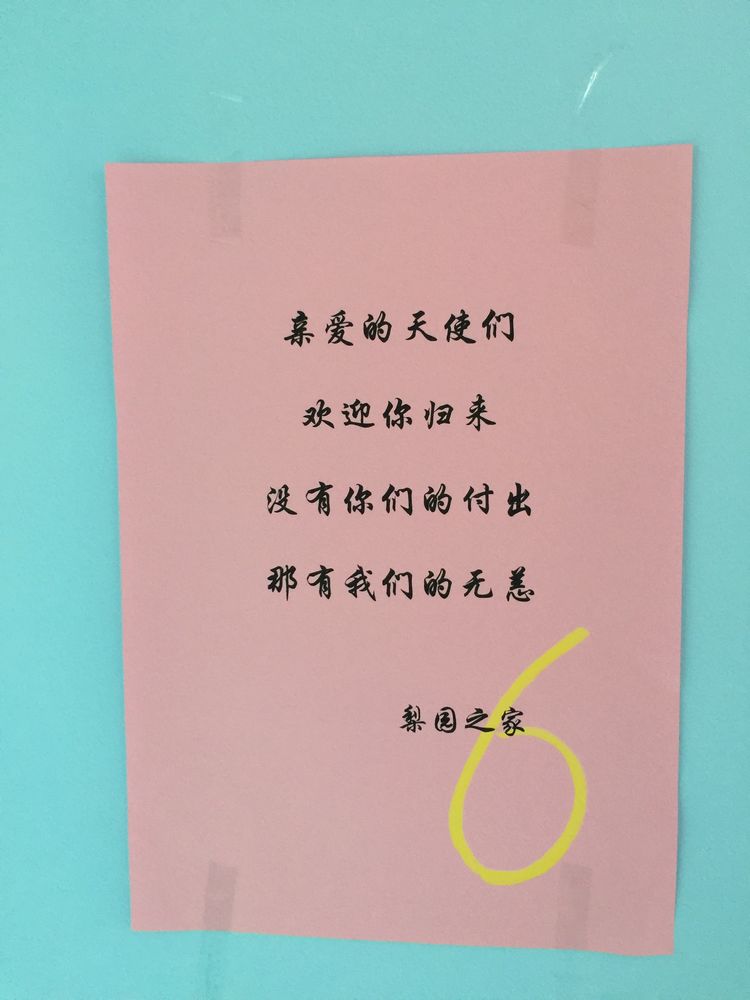 亲爱的天使们
欢迎你归来
没有你们的付出
那有我们的无恙
梨园之家
6